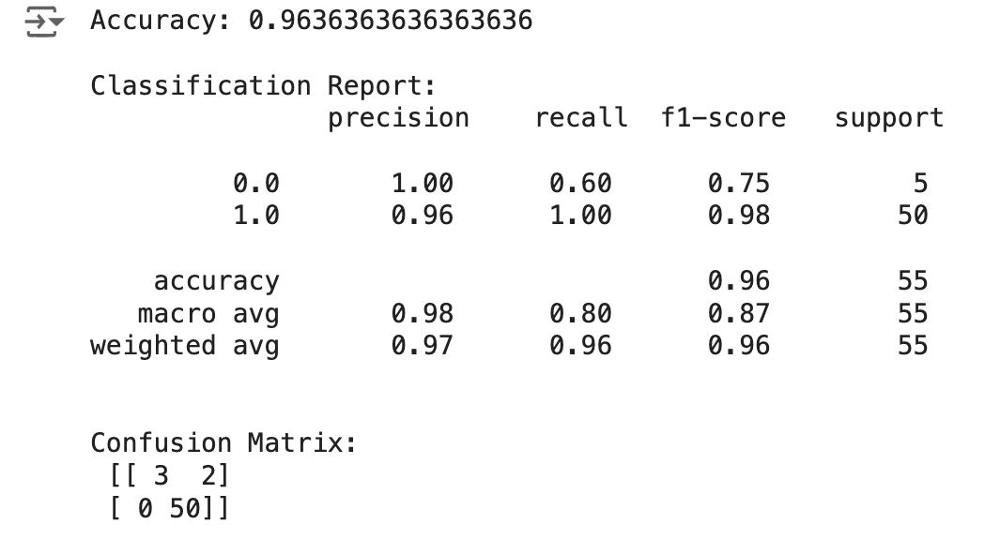 Accuracy: 0.9636363636363636
Classification Report:
precision recall f1-score support
0.0 1.00 0.60 0.75 5
1.0 0.96 1.00 0.98 50
accuracy 0.96 55
macro avg 0.98 0.80 0.87 55
weighted avg 0.97 0.96 0.96 55
Confusion Matrix:
[[ 3 2]
[ 0 50]]